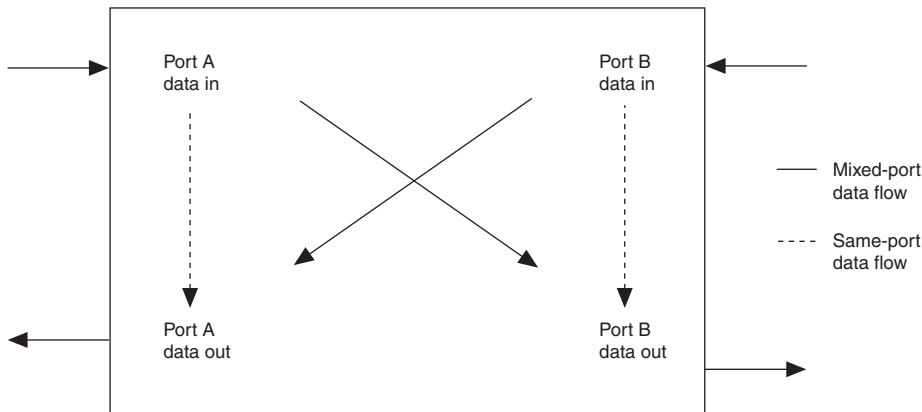 Port A
data in
Port B
data in
Mixed-port
data flow
Same-port
data flow
Port A
data out
Port B
data out